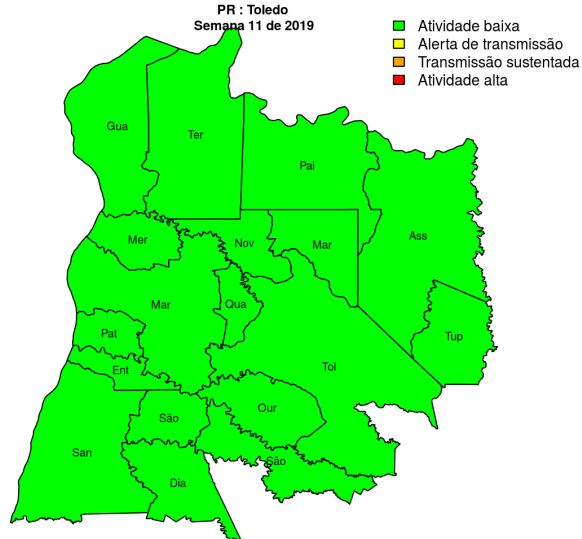 PR : Toledo
Semana 11 de 2019
Atividade baixa
Alerta de transmissão
Transmissão sustentada
Atividade alta
Gua
Ter
Pal
Mer
Nov
Mar
Ass
Mar
Qua
Pat
Tup
Ent
Tol
São
Our
San
São
Dia